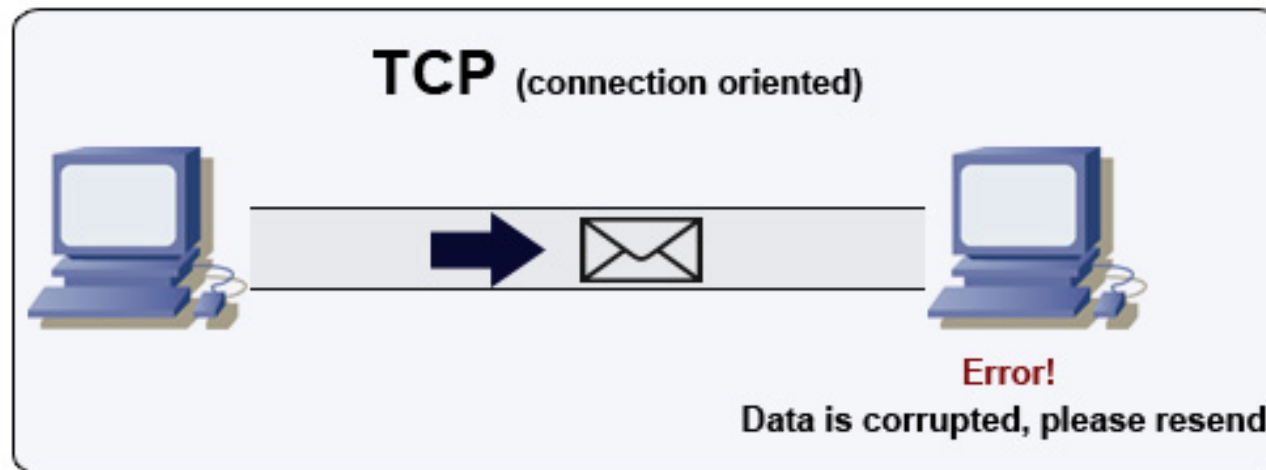 TCP (connection oriented)
Error!
Data is corrupted, please resend